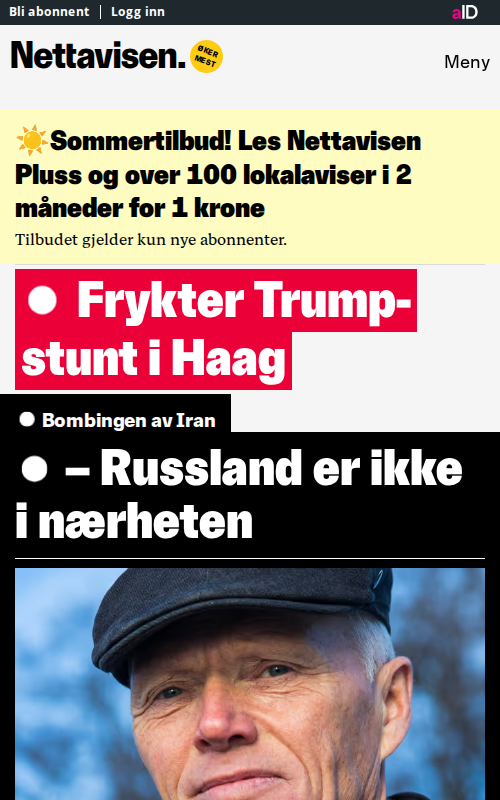 Bli abonnent | Logg inn
aID
Nettavisen.
ØKER
MEST
Meny
☀️Sommertilbud! Les Nettavisen
Pluss og over 100 lokalaviser i 2
måneder for 1 krone
Tilbudet gjelder kun nye abonnenter.
Frykter Trump-
stunt i Haag
Bombingen av Iran
– Russland er ikke
i nærheten